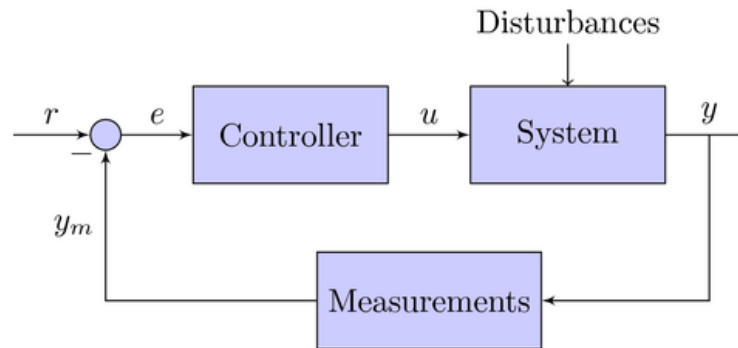 Disturbances
r
e
Controller
u
System
y
−
y_m
Measurements